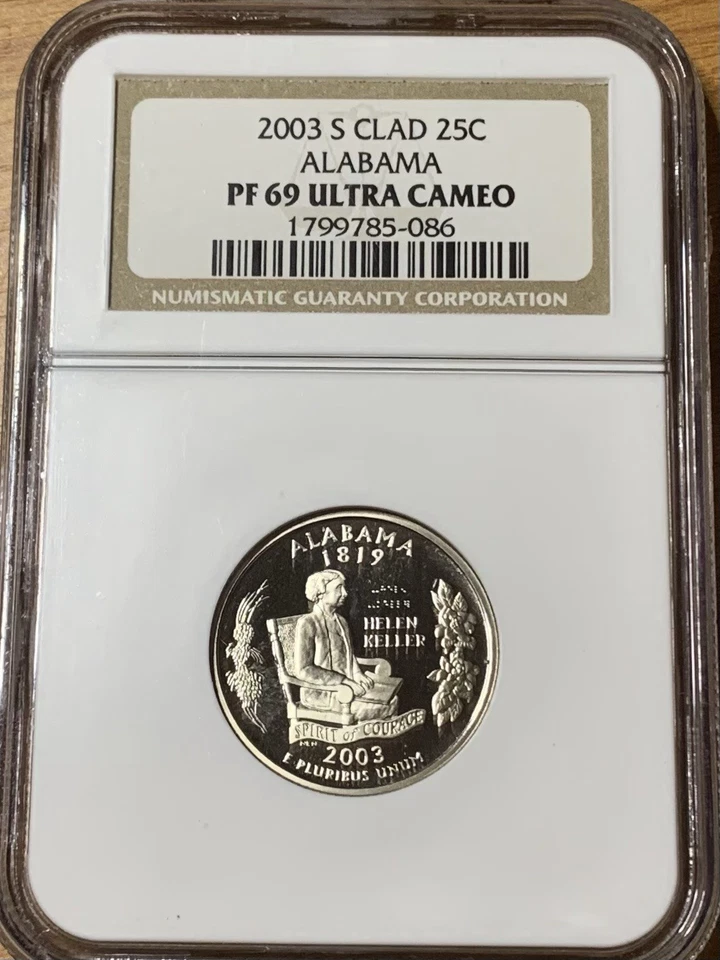 2003 S CLAD 25C
ALABAMA
PF 69 ULTRA CAMEO
1799785-086
NUMISMATIC GUARANTY CORPORATION
ALABAMA
1819
HELEN
KELLER
SPIRIT of COURAGE
2003
E PLURIBUS UNUM